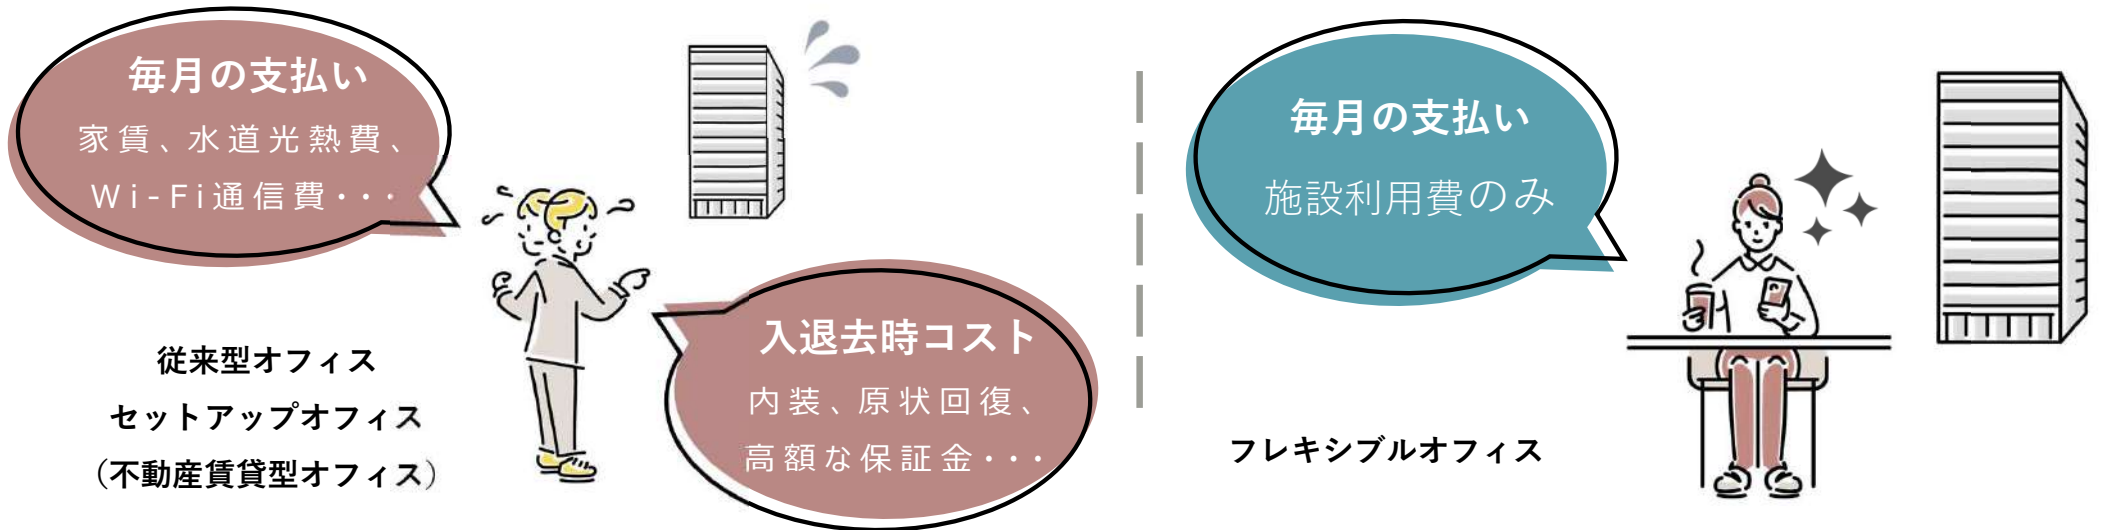 毎月の支払い
家賃、水道光熱費、
Wi-Fi通信費・・・
入退去時コスト
内装、原状回復、
高額な保証金・・・
従来型オフィス
セットアップオフィス
（不動産賃貸型オフィス）
毎月の支払い
施設利用費のみ
フレキシブルオフィス